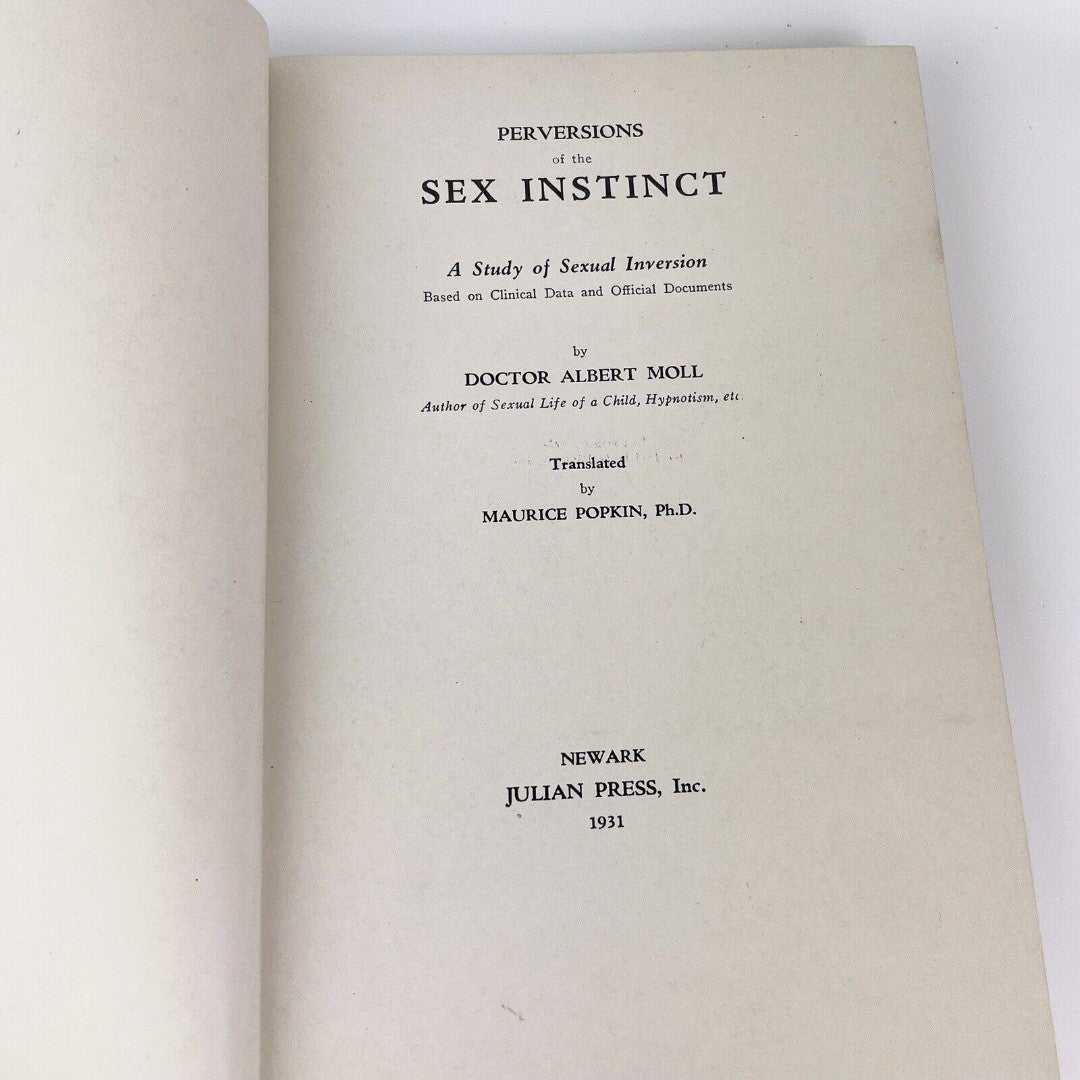 PERVERSIONS
of the
SEX INSTINCT
A Study of Sexual Inversion
Based on Clinical Data and Official Documents
by
DOCTOR ALBERT MOLL
Author of Sexual Life of a Child, Hypnotism, etc.
Translated
by
MAURICE POPKIN, Ph.D.
NEWARK
JULIAN PRESS, Inc.
1931